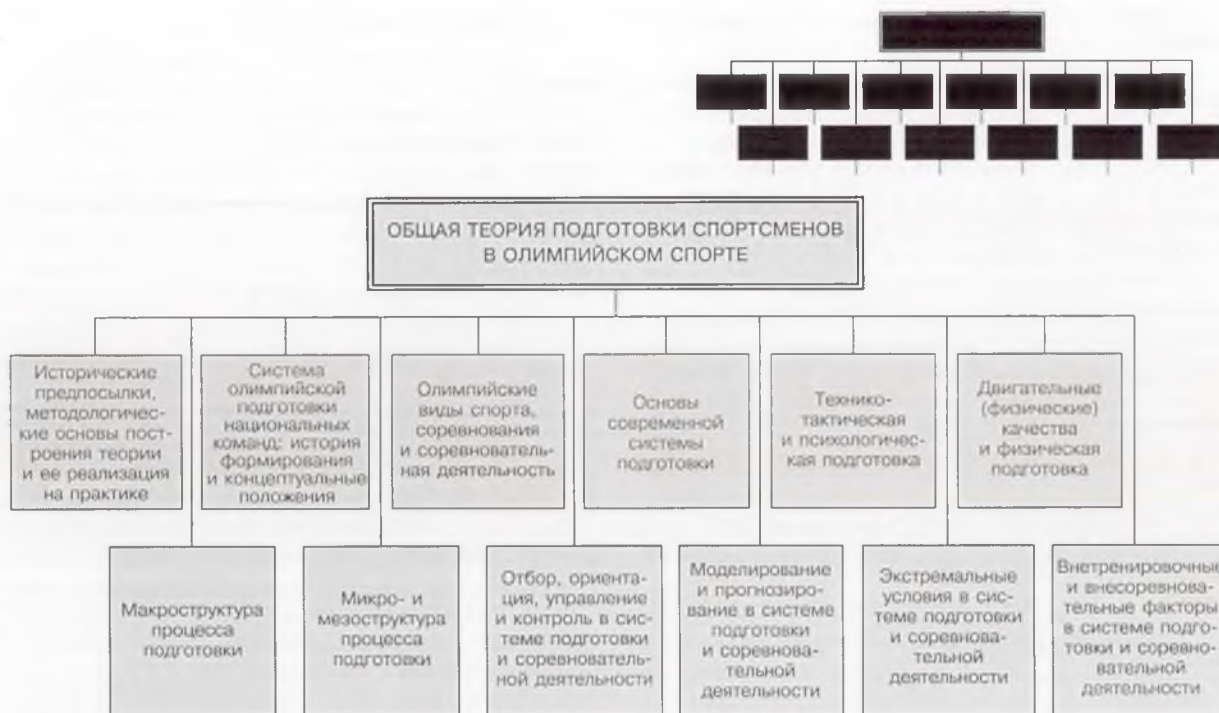 ОБЩАЯ ТЕОРИЯ ПОДГОТОВКИ СПОРТСМЕНОВ
В ОЛИМПИЙСКОМ СПОРТЕ
Исторические
предпосылки,
методологичес-
кие основы пост-
роения теории
и ее реализация
на практике
Система
олимпийской
подготовки
национальных
команд: история
формирования
и концептуальные
положения
Олимпийские
виды спорта,
соревнования
и соревнователь-
ная деятельность
Основы
современной
системы
подготовки
Технико-
тактическая
и психологичес-
кая подготовка
Двигательные
(физические)
качества
и физическая
подготовка
Макроструктура
процесса
подготовки
Микро- и
мезоструктура
процесса
подготовки
Отбор, ориента-
ция, управление
и контроль в сис-
теме подготовки
и соревнователь-
ной деятельности
Моделирование
и прогнозиро-
вание в системе
подготовки
и соревнова-
тельной
деятельности
Экстремальные
условия в сис-
теме подготовки
и соревнова-
тельной
деятельности
Внетренировочные
и внесоревнова-
тельные факторы
в системе подго-
товки и соревно-
вательной
деятельности